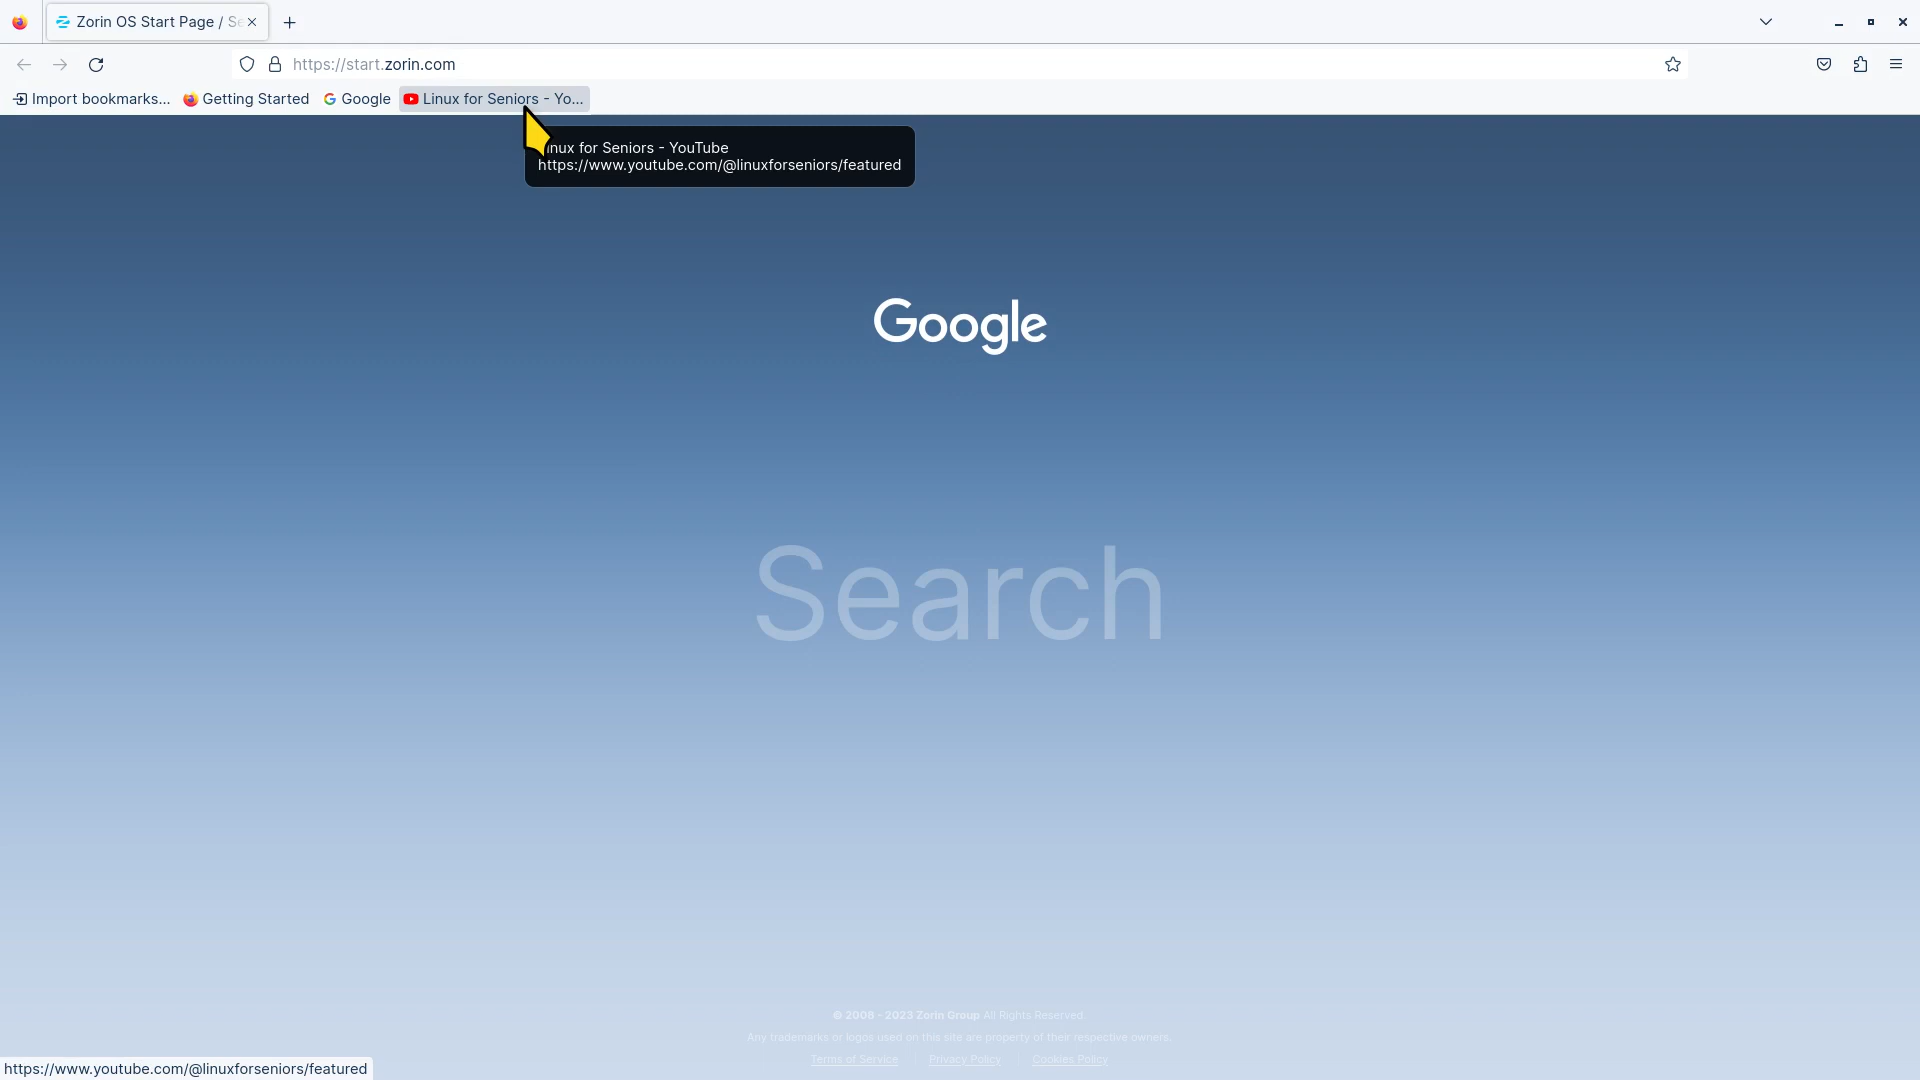 Zorin OS Start Page / Se
https://start.zorin.com
Import bookmarks... Getting Started Google Linux for Seniors - Yo...
inux for Seniors - YouTube
https://www.youtube.com/@linuxforseniors/featured
Google
Search
© 2008 - 2023 Zorin Group All Rights Reserved.
Any trademarks or logos used on this site are property of their respective owners.
Terms of Service | Privacy Policy | Cookies Policy
https://www.youtube.com/@linuxforseniors/featured